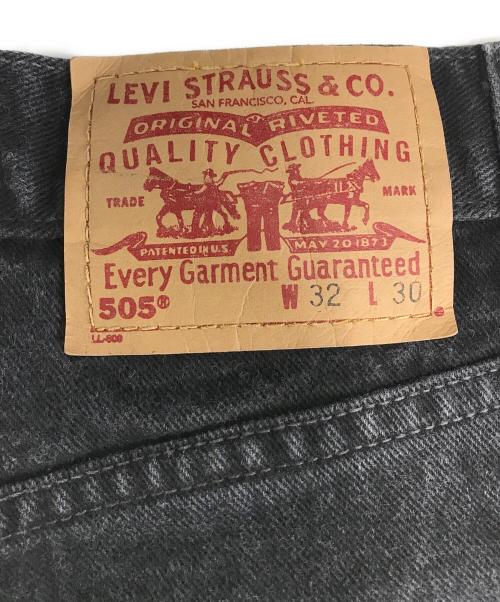 LEVI STRAUSS & CO.
SAN FRANCISCO, CAL.
ORIGINAL RIVETED
QUALITY CLOTHING
TRADE MARK
PATENTED IN U.S. MAY 20 1873
Every Garment Guaranteed
505® W 32 L 30